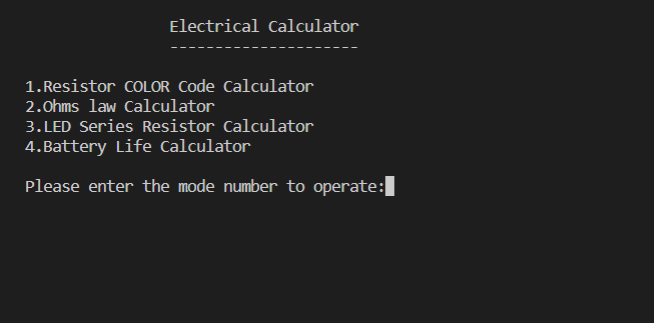 Electrical Calculator
---------------------
1.Resistor COLOR Code Calculator
2.Ohms law Calculator
3.LED Series Resistor Calculator
4.Battery Life Calculator
Please enter the mode number to operate: